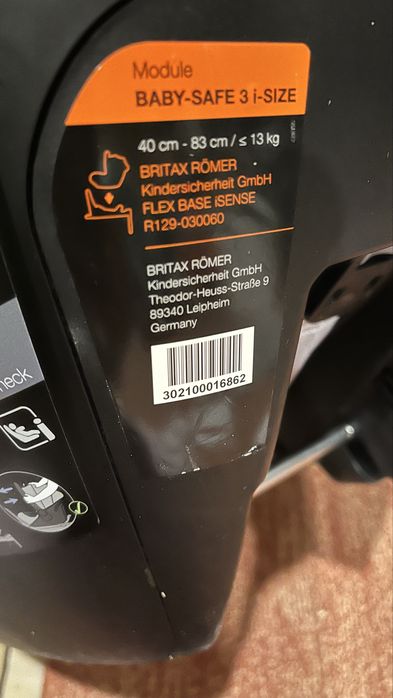 Module
BABY-SAFE 3 i-SIZE
40 cm - 83 cm / ≤ 13 kg
BRITAX RÖMER
Kindersicherheit GmbH
FLEX BASE iSENSE
R129-030060
BRITAX RÖMER
Kindersicherheit GmbH
Theodor-Heuss-Straße 9
89340 Leipheim
Germany
302100016862